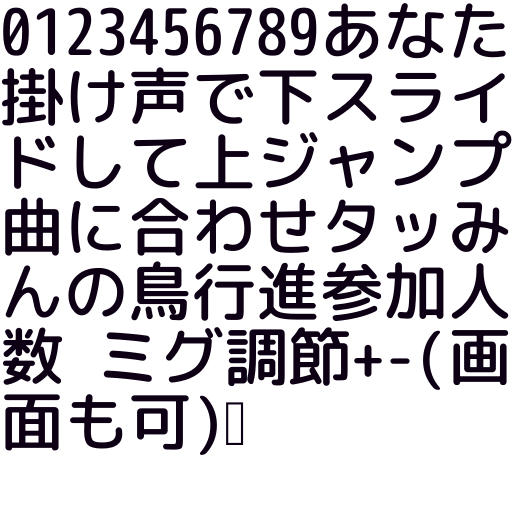 0123456789あなた
掛け声で下スライ
ドして上ジャンプ
曲に合わせタッみ
んの鳥行進参加人
数 ミグ調節+-(画
面も可)